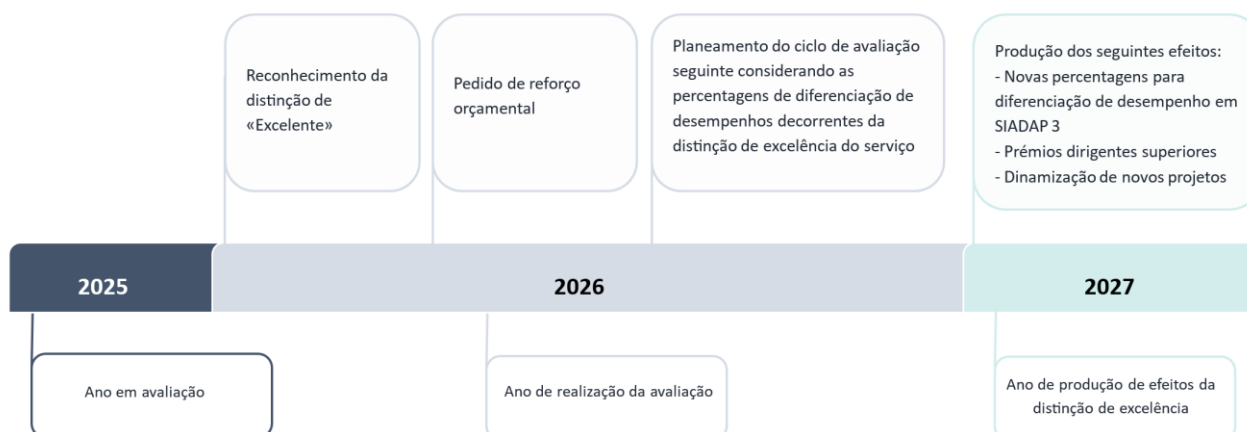 Reconhecimento da
distinção de
«Excelente»
Pedido de reforço
orçamental
Planeamento do ciclo de avaliação
seguinte considerando as
percentagens de diferenciação de
desempenhos decorrentes da
distinção de excelência do serviço
Produção dos seguintes efeitos:
- Novas percentagens para
diferenciação de desempenho em
SIADAP 3
- Prémios dirigentes superiores
- Dinamização de novos projetos
2025
2026
2027
Ano em avaliação
Ano de realização da avaliação
Ano de produção de efeitos da
distinção de excelência